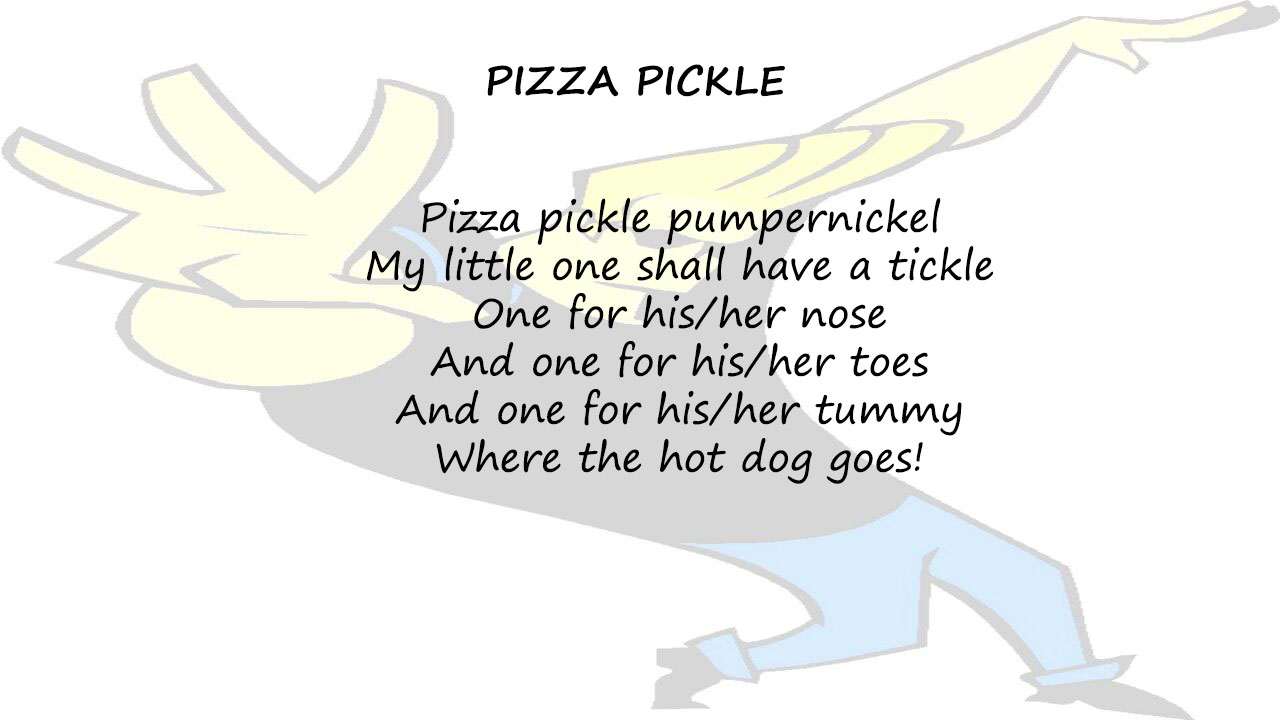 PIZZA PICKLE
Pizza pickle pumpernickel
My little one shall have a tickle
One for his/her nose
And one for his/her toes
And one for his/her tummy
Where the hot dog goes!